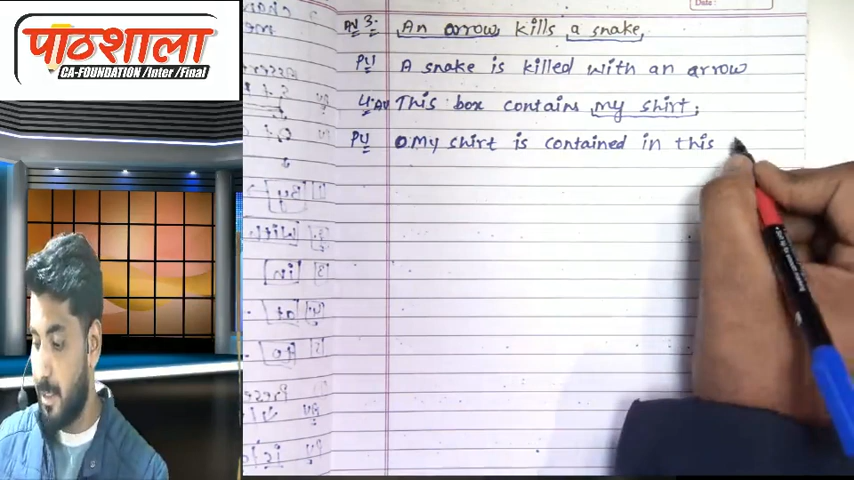 पाठशाला
CA-FOUNDATION/Inter/Final
Date:
AV 3. An arrow kills a snake,
PV A snake is killed with an arrow
4. AV This box contains my shirt;
PV My shirt is contained in this